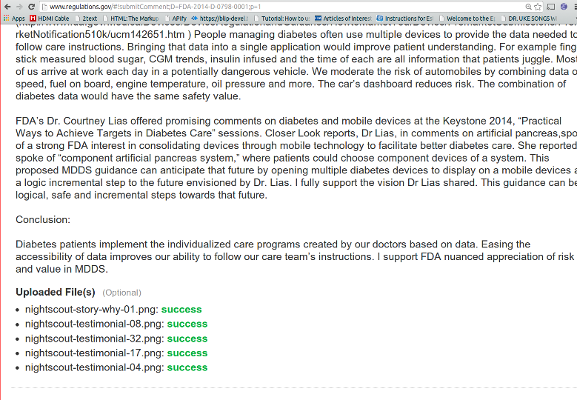 www.regulations.gov/#!submitComment;D=FDA-2014-D-0798-0001;p=1
Apps M HDMI Cable 2text HTML: The Markup APIfy https://blip-devel Tutorial: How to u Articles of Interest Instructions for Es Welcome to the E DR. UKE SONGW
rketNotification510k/ucm142651.htm ) People managing diabetes often use multiple devices to provide the data needed to
follow care instructions. Bringing that data into a single application would improve patient understanding. For example fing
stick measured blood sugar, CGM trends, insulin infused and the time of each are all information that patients juggle. Most
of us arrive at work each day in a potentially dangerous vehicle. We moderate the risk of automobiles by combining data o
speed, fuel on board, engine temperature, oil pressure and more. The car's dashboard reduces risk. The combination of
diabetes data would have the same safety value.
FDA's Dr. Courtney Lias offered promising comments on diabetes and mobile devices at the Keystone 2014, "Practical
Ways to Achieve Targets in Diabetes Care" sessions. Closer Look reports, Dr Lias, in comments on artificial pancreas,spo
of a strong FDA interest in consolidating devices through mobile technology to facilitate better diabetes care. She reported
spoke of "component artificial pancreas system," where patients could choose component devices of a system. This
proposed MDDS guidance can anticipate that future by opening multiple diabetes devices to display on a mobile devices a
a logic incremental step to the future envisioned by Dr. Lias. I fully support the vision Dr Lias shared. This guidance can be
logical, safe and incremental steps towards that future.
Conclusion:
Diabetes patients implement the individualized care programs created by our doctors based on data. Easing the
accessibility of data improves our ability to follow our care team's instructions. I support FDA nuanced appreciation of risk
and value in MDDS.
Uploaded File(s) (Optional)
nightscout-story-why-01.png: success
nightscout-testimonial-08.png: success
nightscout-testimonial-32.png: success
nightscout-testimonial-17.png: success
nightscout-testimonial-04.png: success